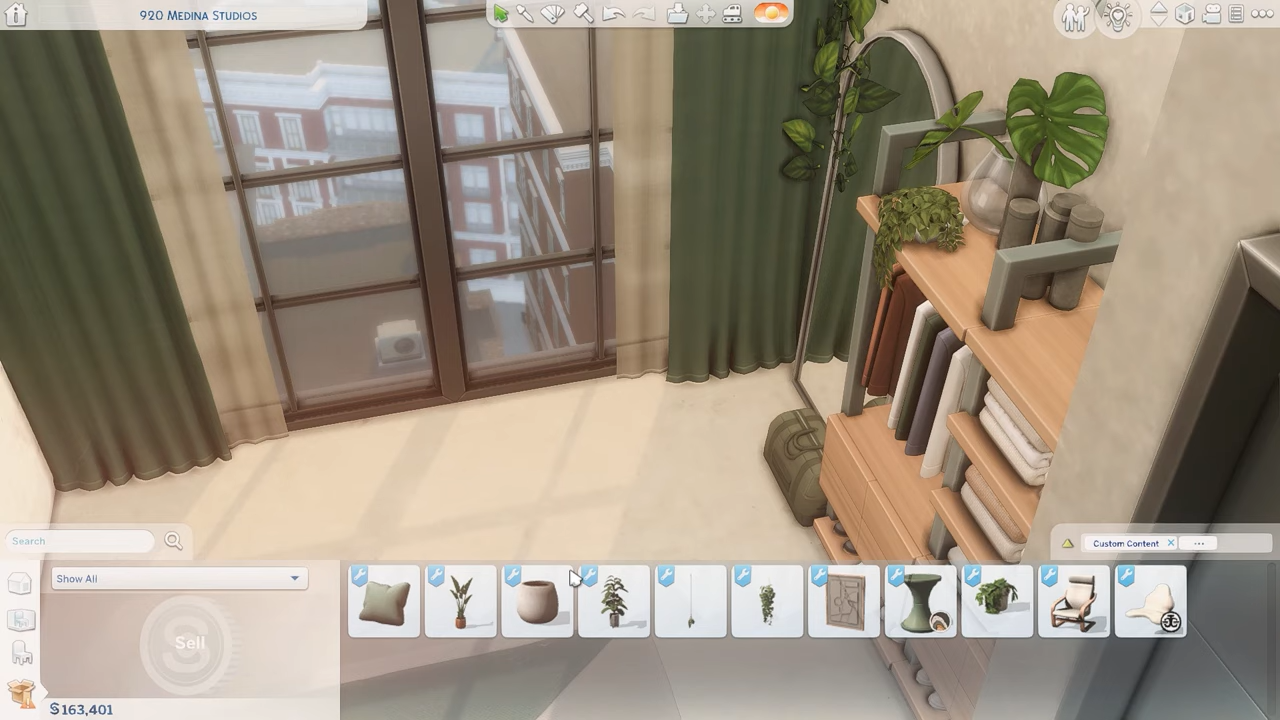 920 Medina Studios
Search
Custom Content
Show All
Sell
163,401